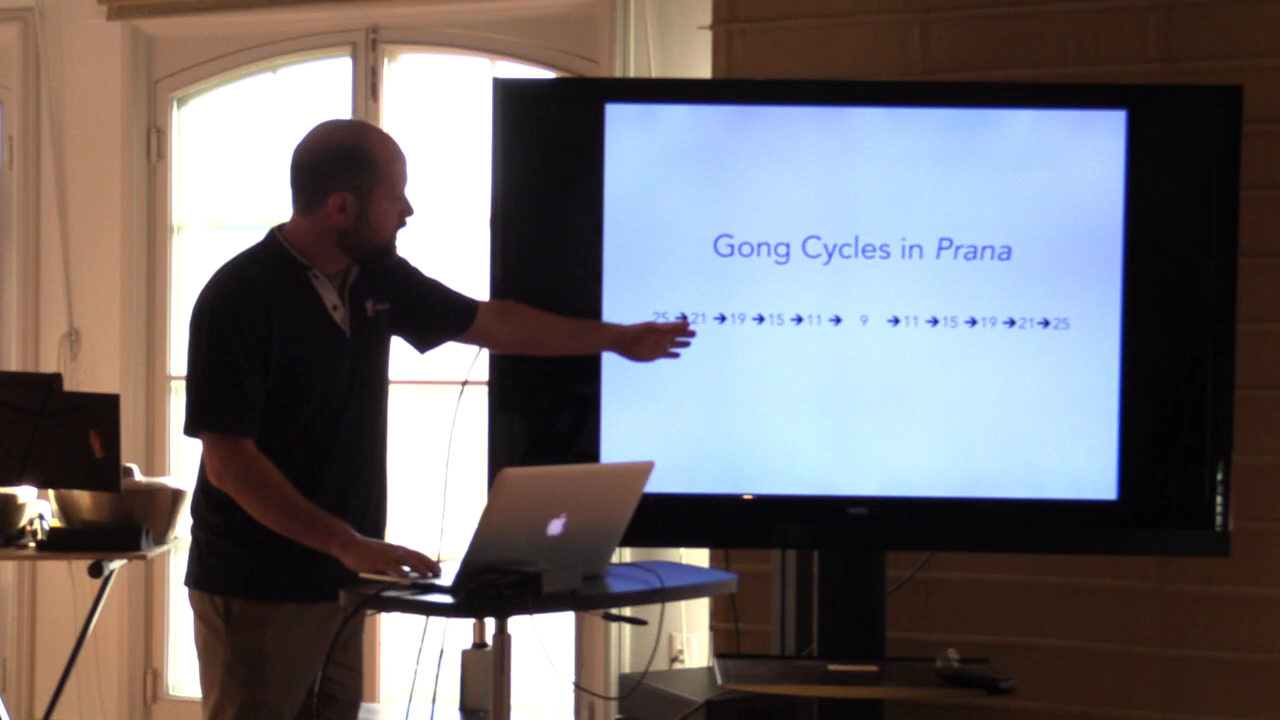 Gong Cycles in Prana
25 ➔21 ➔19 ➔15 ➔11 ➔ 9 ➔11 ➔15 ➔19 ➔21➔25